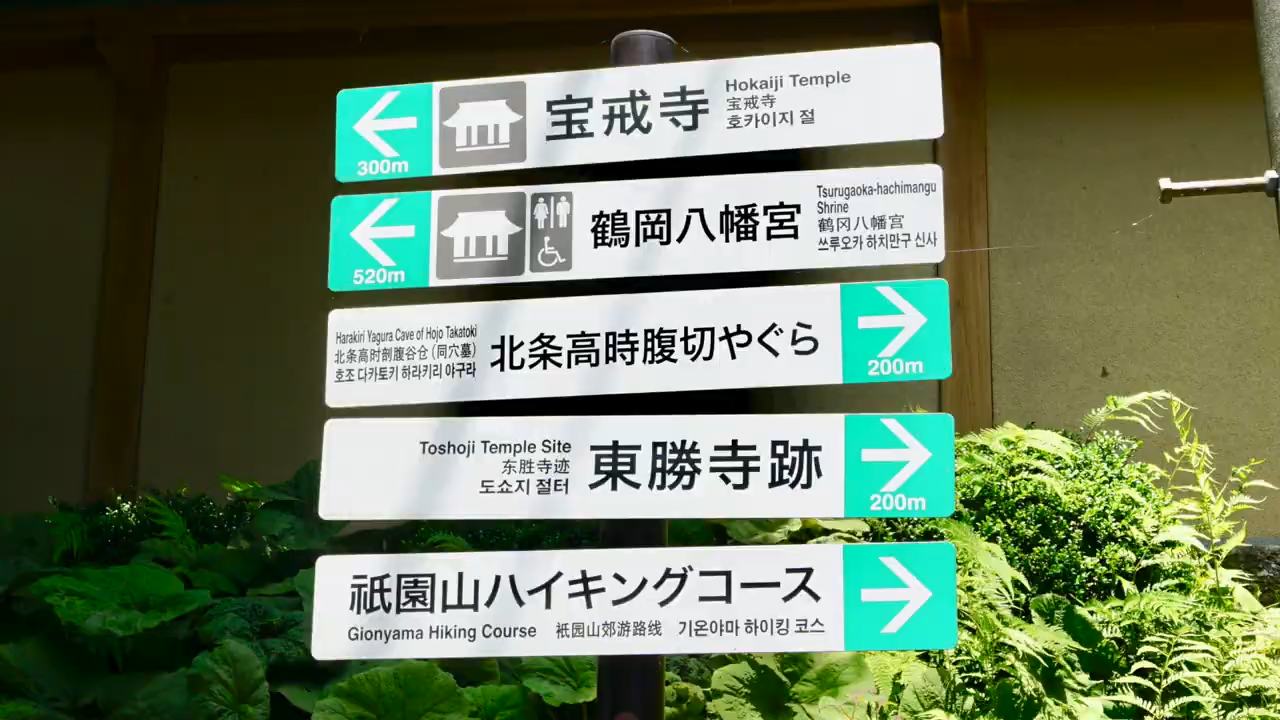 300m
宝戒寺
Hokaiji Temple
宝戒寺
호카이지 절
520m
鶴岡八幡宮
Tsurugaoka-hachimangu
Shrine
鹤冈八幡宫
쓰루오카 하치만구 신사
Harakiri Yagura Cave of Hojo Takatoki
北条高时剖腹谷仓（同穴墓）
호조 다카토키 하라키리 야구라
北条高時腹切やぐら
200m
Toshoji Temple Site
东胜寺迹
도쇼지 절터
東勝寺跡
200m
祇園山ハイキングコース
Gionyama Hiking Course 祇园山郊游路线 기온야마 하이킹 코스